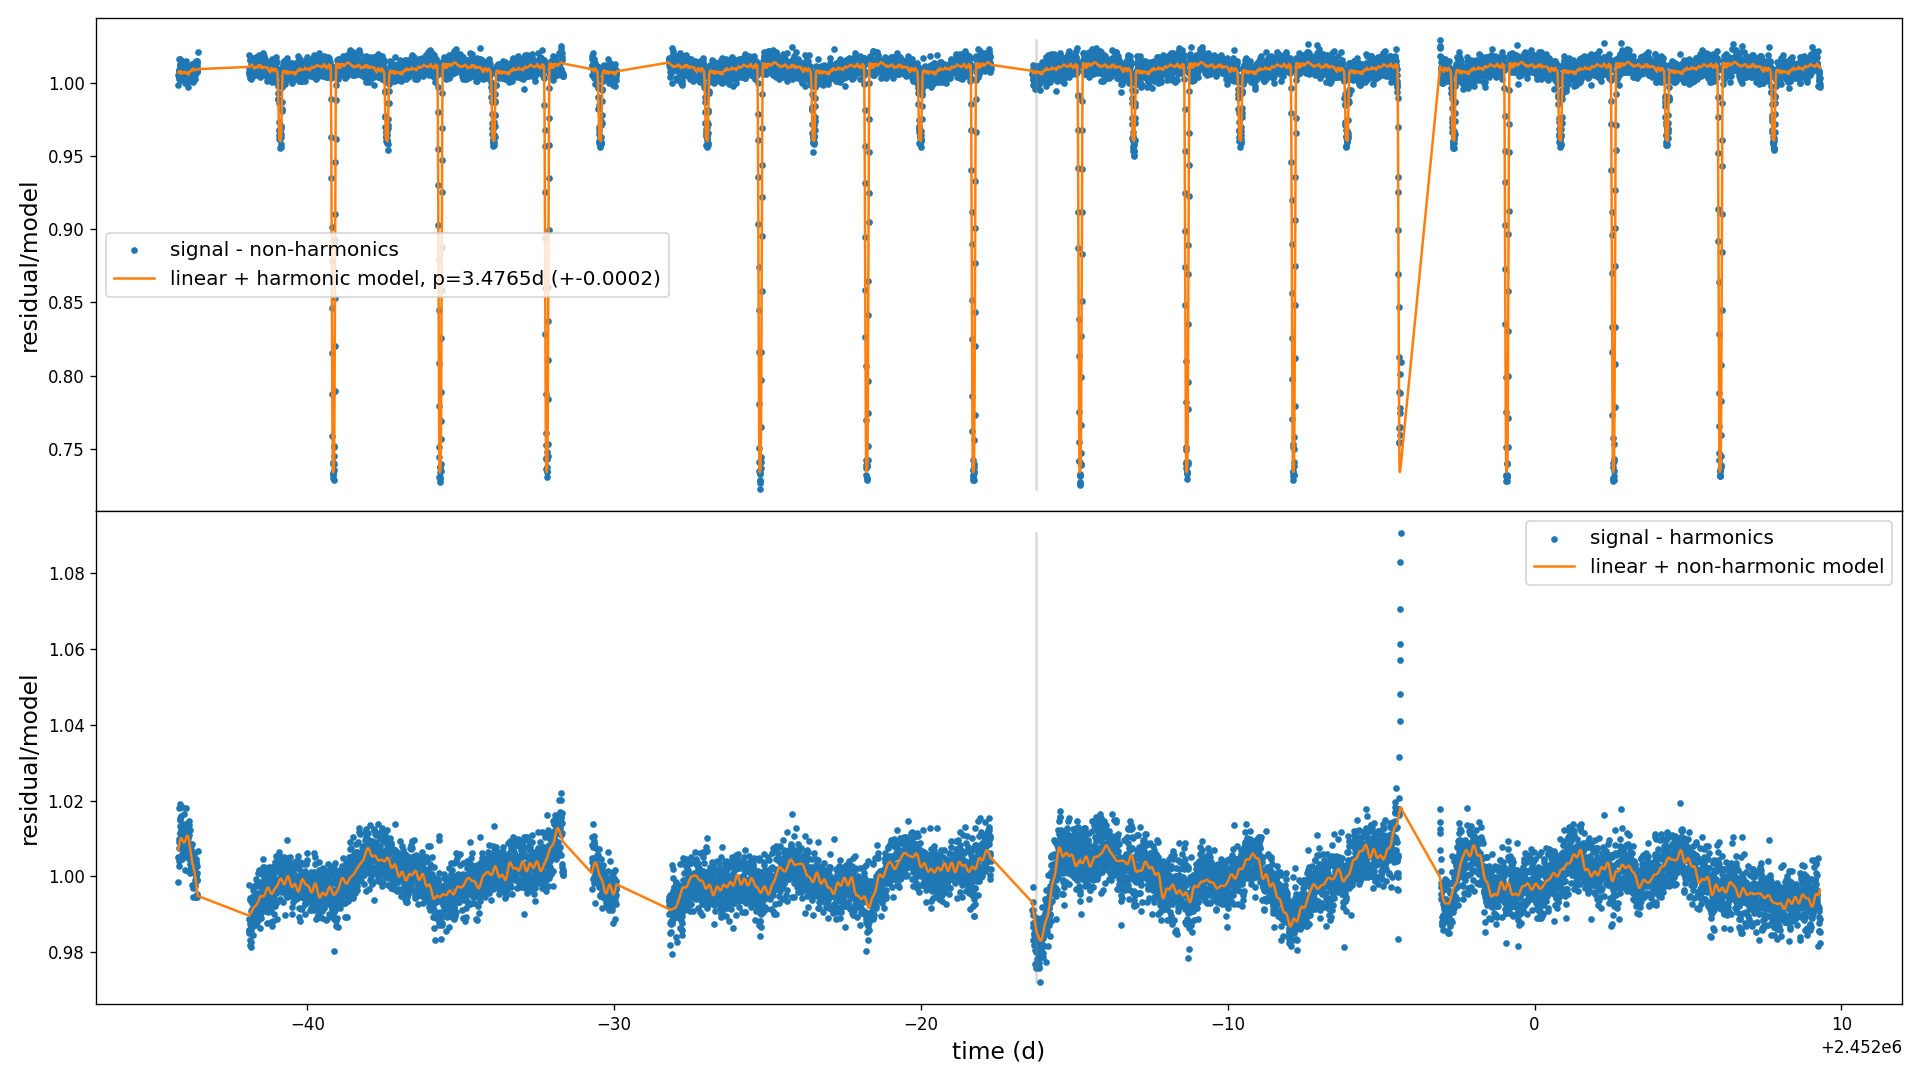 residual/model
1.00
0.95
0.90
0.85
0.80
0.75
signal - non-harmonics
linear + harmonic model, p=3.4765d (+-0.0002)
residual/model
1.08
1.06
1.04
1.02
1.00
0.98
signal - harmonics
linear + non-harmonic model
−40
−30
−20
−10
0
10
time (d)
+2.452e6